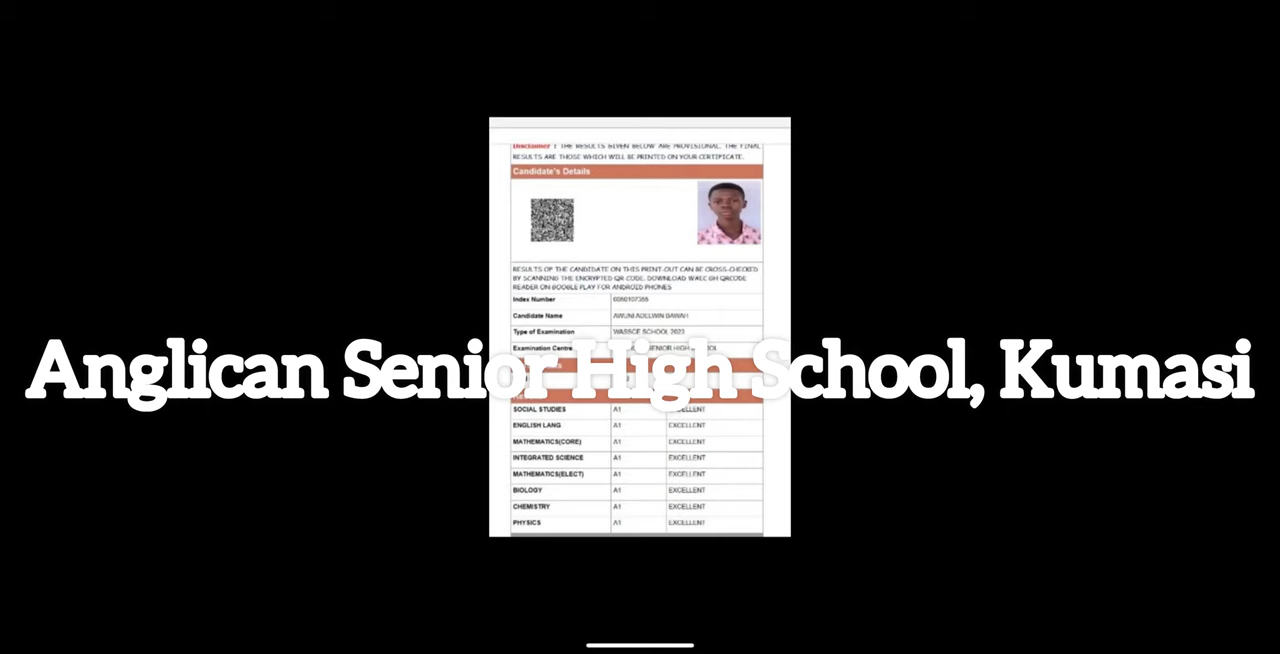 Disclaimer : THE RESULTS GIVEN BELOW ARE PROVISIONAL. THE FINAL
RESULTS ARE THOSE WHICH WILL BE PRINTED ON YOUR CERTIFICATE.
Candidate's Details
RESULTS OF THE CANDIDATE ON THIS PRINT-OUT CAN BE CROSS-CHECKED
BY SCANNING THE ENCRYPTED QR CODE. DOWNLOAD WAEC GH QRCODE
READER ON GOOGLE PLAY FOR ANDROID PHONES
Index Number
Candidate Name AWUNI ADELWIN BAWAH
Type of Examination WASSCE SCHOOL 2023
Examination Centre SENIOR HIGH
Anglican Senior High School, Kumasi
SOCIAL STUDIES A1 EXCELLENT
ENGLISH LANG A1 EXCELLENT
MATHEMATICS(CORE) A1 EXCELLENT
INTEGRATED SCIENCE A1 EXCELLENT
MATHEMATICS(ELECT) A1 EXCELLENT
BIOLOGY A1 EXCELLENT
CHEMISTRY A1 EXCELLENT
PHYSICS A1 EXCELLENT